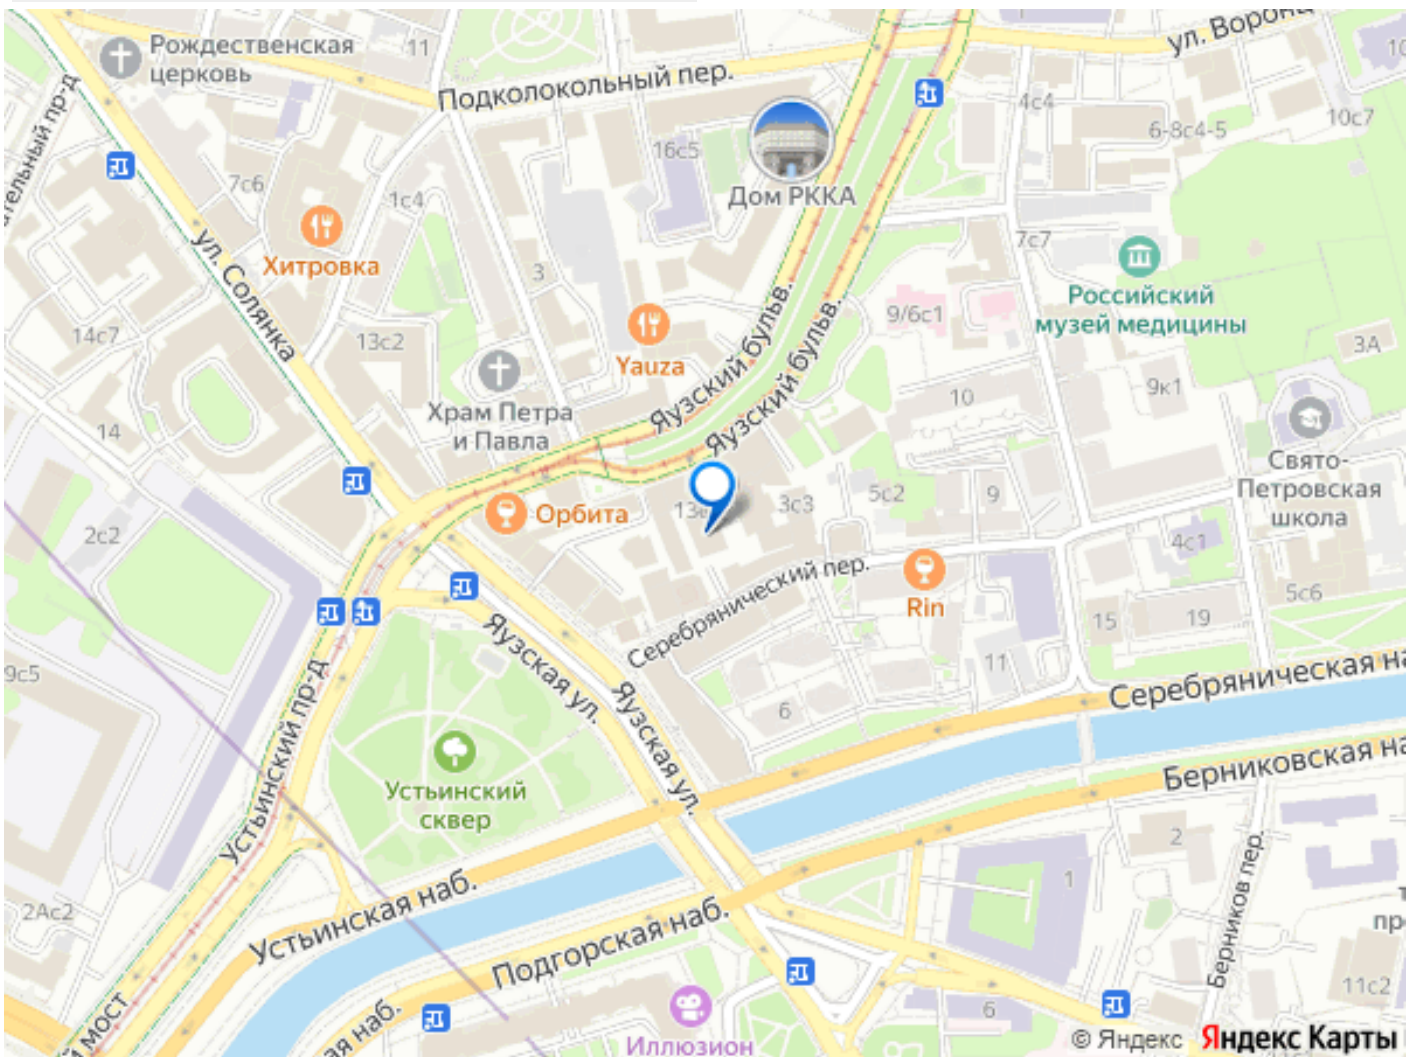 Рождественская
церковь
11
Подколокольный пер.
ул. Ворон
10
4с4
10с7
6-8с4-5
16с5
Дом РККА
7с6
1с4
ул. Солянка
Хитровка
3
7с7
Российский
музей медицины
9/6с1
14с7
13с2
Yauza
Яузский бульв.
Яузский бульв.
3А
Храм Петра
и Павла
10
9к1
14
Свято-
Петровская
школа
Орбита
13
3с3
5с2
9
2с2
4с1
Серебрянический пер.
Rin
5с6
15
19
Яузская ул.
Яузская ул.
11
9с5
6
Серебряническая на
Устьинский пр-д
Берниковская на
Устьинский
сквер
2
1
Берников пер.
2Ас2
Устьинская наб.
Подгорская наб.
пр
11с2
мост
ая наб.
6
Иллюзион
© Яндекс Яндекс Карты